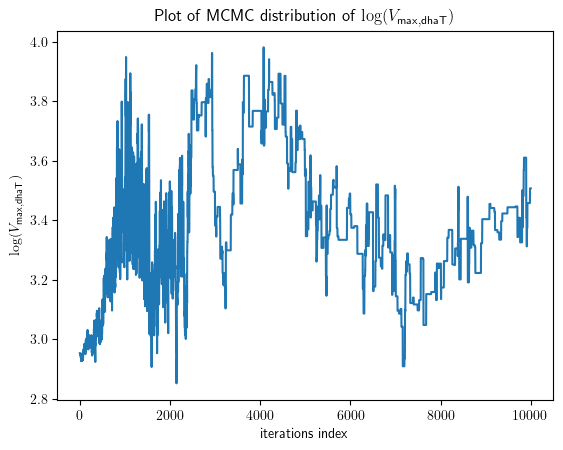 Plot of MCMC distribution of log(V_max,dhaT)
4.0
3.8
3.6
3.4
3.2
3.0
2.8
log(V_max,dhaT)
0 2000 4000 6000 8000 10000
iterations index